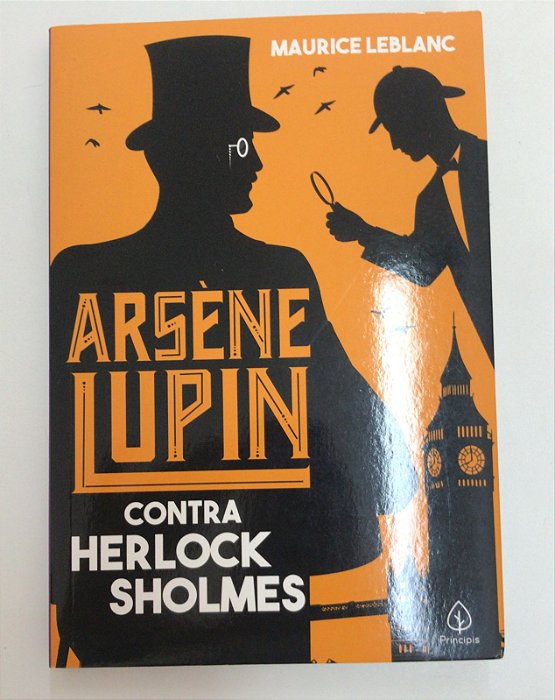 MAURICE LEBLANC
ARSÈNE
LUPIN
CONTRA
HERLOCK
SHOLMES
Principis